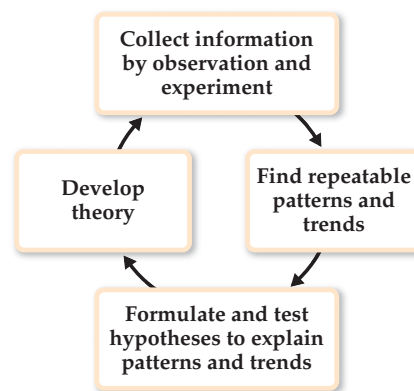 Collect information
by observation and
experiment
Find repeatable
patterns and
trends
Formulate and test
hypotheses to explain
patterns and trends
Develop
theory